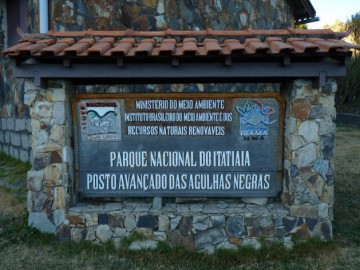 MINISTÉRIO DO MEIO AMBIENTE
INSTITUTO BRASILEIRO DO MEIO AMBIENTE E DOS
RECURSOS NATURAIS RENOVÁVEIS
IBAMA
M M A
PARQUE NACIONAL DO ITATIAIA
POSTO AVANÇADO DAS AGULHAS NEGRAS